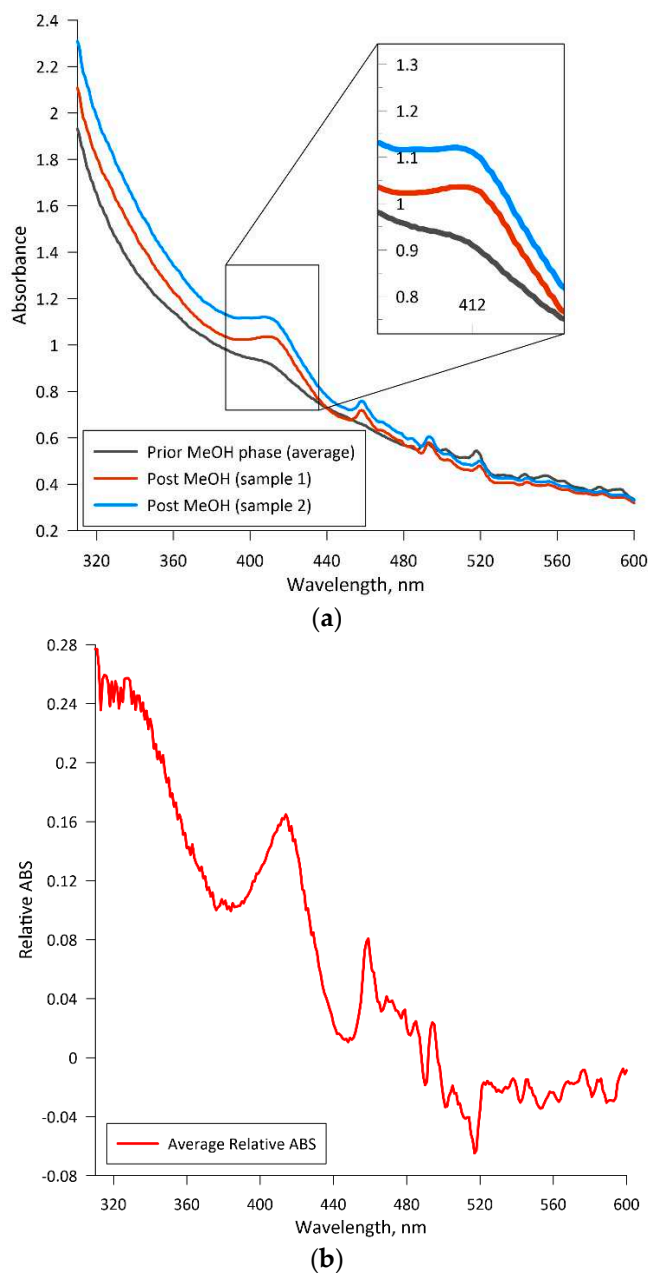 2.4
2.2
2
1.8
1.6
1.4
1.2
1
0.8
0.6
0.4
0.2
Absorbance
1.3
1.2
1.1
1
0.9
0.8
412
Prior MeOH phase (average)
Post MeOH (sample 1)
Post MeOH (sample 2)
320 360 400 440 480 520 560 600
Wavelength, nm
(a)
0.28
0.24
0.2
0.16
0.12
0.08
0.04
0
-0.04
-0.08
Relative ABS
Average Relative ABS
320 360 400 440 480 520 560 600
Wavelength, nm
(b)